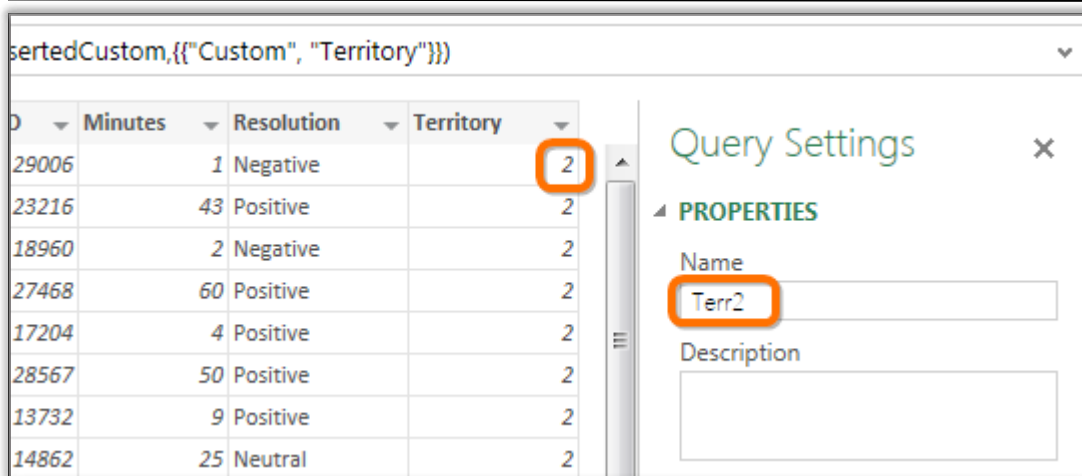 sertedCustom,{{"Custom", "Territory"}})
D Minutes Resolution Territory
29006 1 Negative 2
23216 43 Positive 2
18960 2 Negative 2
27468 60 Positive 2
17204 4 Positive 2
28567 50 Positive 2
13732 9 Positive 2
14862 25 Neutral 2
Query Settings
PROPERTIES
Name
Terr2
Description